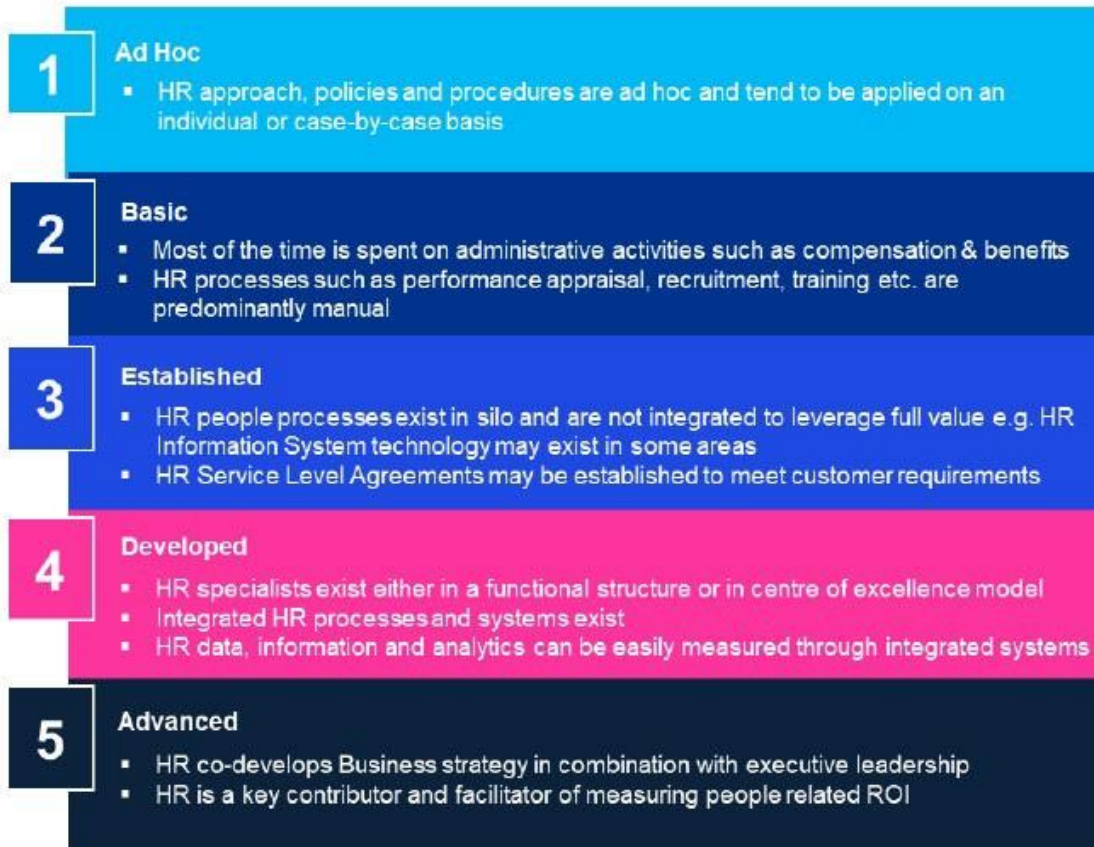 1
Ad Hoc
▪ HR approach, policies and procedures are ad hoc and tend to be applied on an
individual or case-by-case basis
2
Basic
▪ Most of the time is spent on administrative activities such as compensation & benefits
▪ HR processes such as performance appraisal, recruitment, training etc. are
predominantly manual
3
Established
▪ HR people processes exist in silo and are not integrated to leverage full value e.g. HR
Information System technology may exist in some areas
▪ HR Service Level Agreements may be established to meet customer requirements
4
Developed
▪ HR specialists exist either in a functional structure or in centre of excellence model
▪ Integrated HR processes and systems exist
▪ HR data, information and analytics can be easily measured through integrated systems
5
Advanced
▪ HR co-develops Business strategy in combination with executive leadership
▪ HR is a key contributor and facilitator of measuring people related ROI